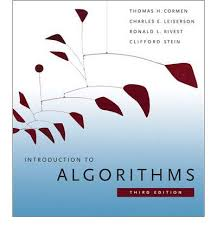 THOMAS H. CORMEN
CHARLES E. LEISERSON
RONALD L. RIVEST
CLIFFORD STEIN
INTRODUCTION TO
ALGORITHMS
THIRD EDITION